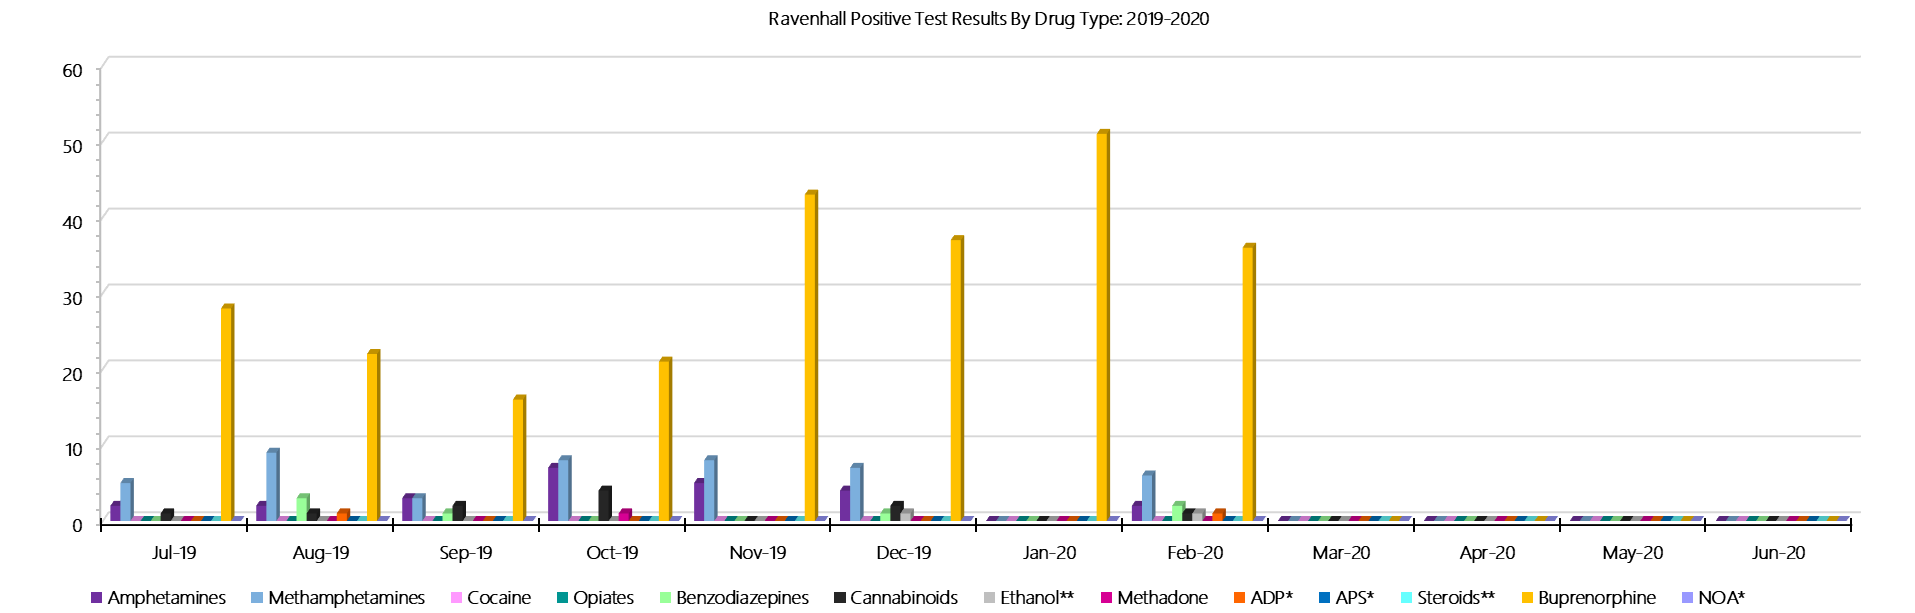 Ravenhall Positive Test Results By Drug Type: 2019-2020
60
50
40
30
20
10
0
Jul-19 Aug-19 Sep-19 Oct-19 Nov-19 Dec-19 Jan-20 Feb-20 Mar-20 Apr-20 May-20 Jun-20
Amphetamines Methamphetamines Cocaine Opiates Benzodiazepines Cannabinoids Ethanol** Methadone ADP* APS* Steroids** Buprenorphine NOA*